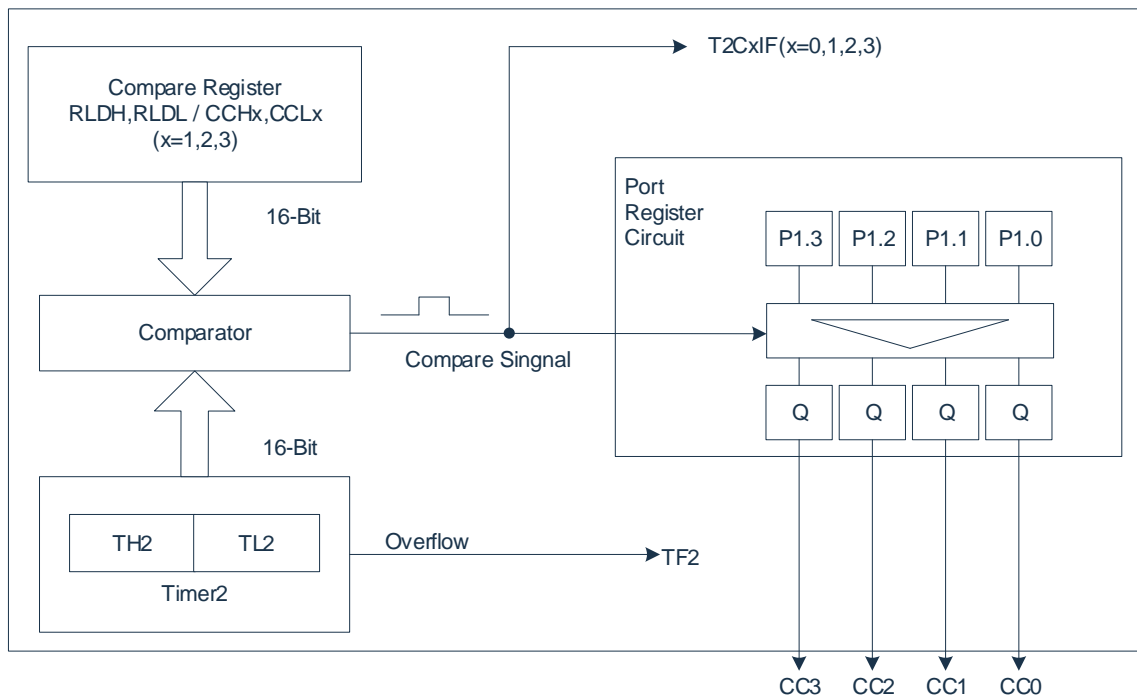 T2CxIF(x=0,1,2,3)
Compare Register
RLDH,RLDL / CCHx,CCLx
(x=1,2,3)
16-Bit
Port
Register
Circuit
P1.3 P1.2 P1.1 P1.0
Comparator
Compare Singnal
Q Q Q Q
16-Bit
TH2 TL2
Timer2
Overflow
TF2
CC3 CC2 CC1 CC0